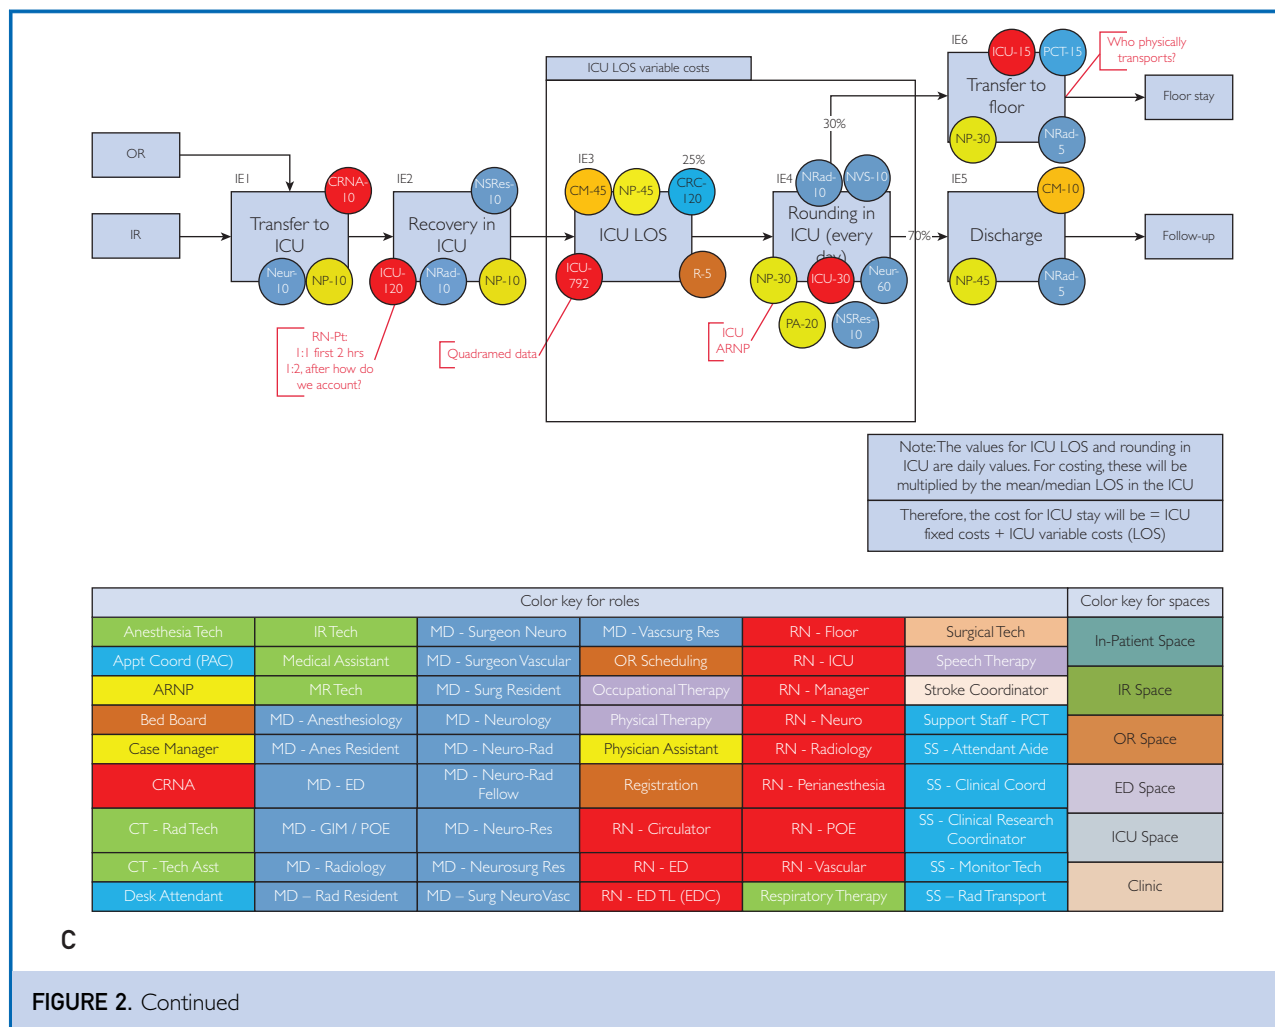 ICU LOS variable costs
OR
IR
IE1
CRNA-
10
Transfer to
ICU
Neur-
10
NP-10
IE2
NSRes-
10
Recovery in
ICU
ICU-
120
NRad-
10
NP-10
RN-Pt:
1:1 first 2 hrs
1:2, after how do
we account?
IE3
25%
CM-45
NP-45
CRC-
120
ICU LOS
ICU-
792
R-5
Quadramed data
30%
IE4
NRad-
10
NVS-10
Rounding in
ICU (every
day)
NP-30
ICU-30
Neur-
60
PA-20
NSRes-
10
ICU
ARNP
70%
IE6
ICU-15
PCT-15
Transfer to
floor
NP-30
NRad-
5
Who physically
transports?
Floor stay
IE5
CM-10
Discharge
NP-45
NRad-
5
Follow-up
Note: The values for ICU LOS and rounding in
ICU are daily values. For costing, these will be
multiplied by the mean/median LOS in the ICU
Therefore, the cost for ICU stay will be = ICU
fixed costs + ICU variable costs (LOS)
Color key for roles
Color key for spaces
Anesthesia Tech
IR Tech
MD - Surgeon Neuro
MD - Vascsurg Res
RN - Floor
Surgical Tech
Appt Coord (PAC)
Medical Assistant
MD - Surgeon Vascular
OR Scheduling
RN - ICU
Speech Therapy
ARNP
MR Tech
MD - Surg Resident
Occupational Therapy
RN - Manager
Stroke Coordinator
Bed Board
MD - Anesthesiology
MD - Neurology
Physical Therapy
RN - Neuro
Support Staff - PCT
Case Manager
MD - Anes Resident
MD - Neuro-Rad
Physician Assistant
RN - Radiology
SS - Attendant Aide
CRNA
MD - ED
MD - Neuro-Rad
Fellow
Registration
RN - Perianesthesia
SS - Clinical Coord
CT - Rad Tech
MD - GIM / POE
MD - Neuro-Res
RN - Circulator
RN - POE
SS - Clinical Research
Coordinator
CT - Tech Asst
MD - Radiology
MD - Neurosurg Res
RN - ED
RN - Vascular
SS - Monitor Tech
Desk Attendant
MD – Rad Resident
MD – Surg NeuroVasc
RN - ED TL (EDC)
Respiratory Therapy
SS – Rad Transport
In-Patient Space
IR Space
OR Space
ED Space
ICU Space
Clinic
C
FIGURE 2. Continued